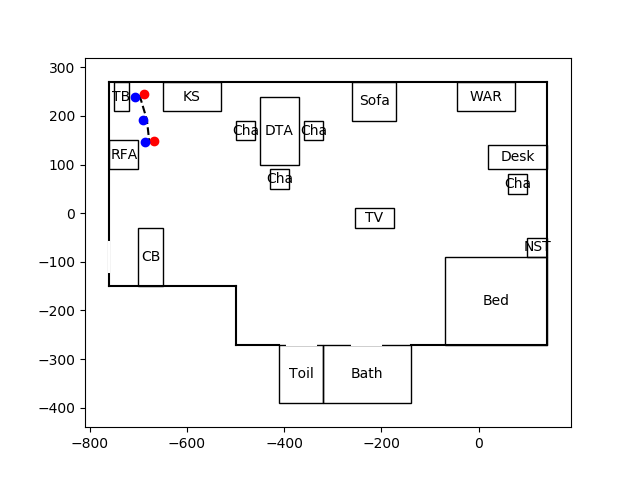 300
200
100
0
−100
−200
−300
−400
TB
KS
Sofa
WAR
Cha
DTA
Cha
RFA
Desk
Cha
Cha
TV
NST
CB
Bed
Toil
Bath
−800
−600
−400
−200
0